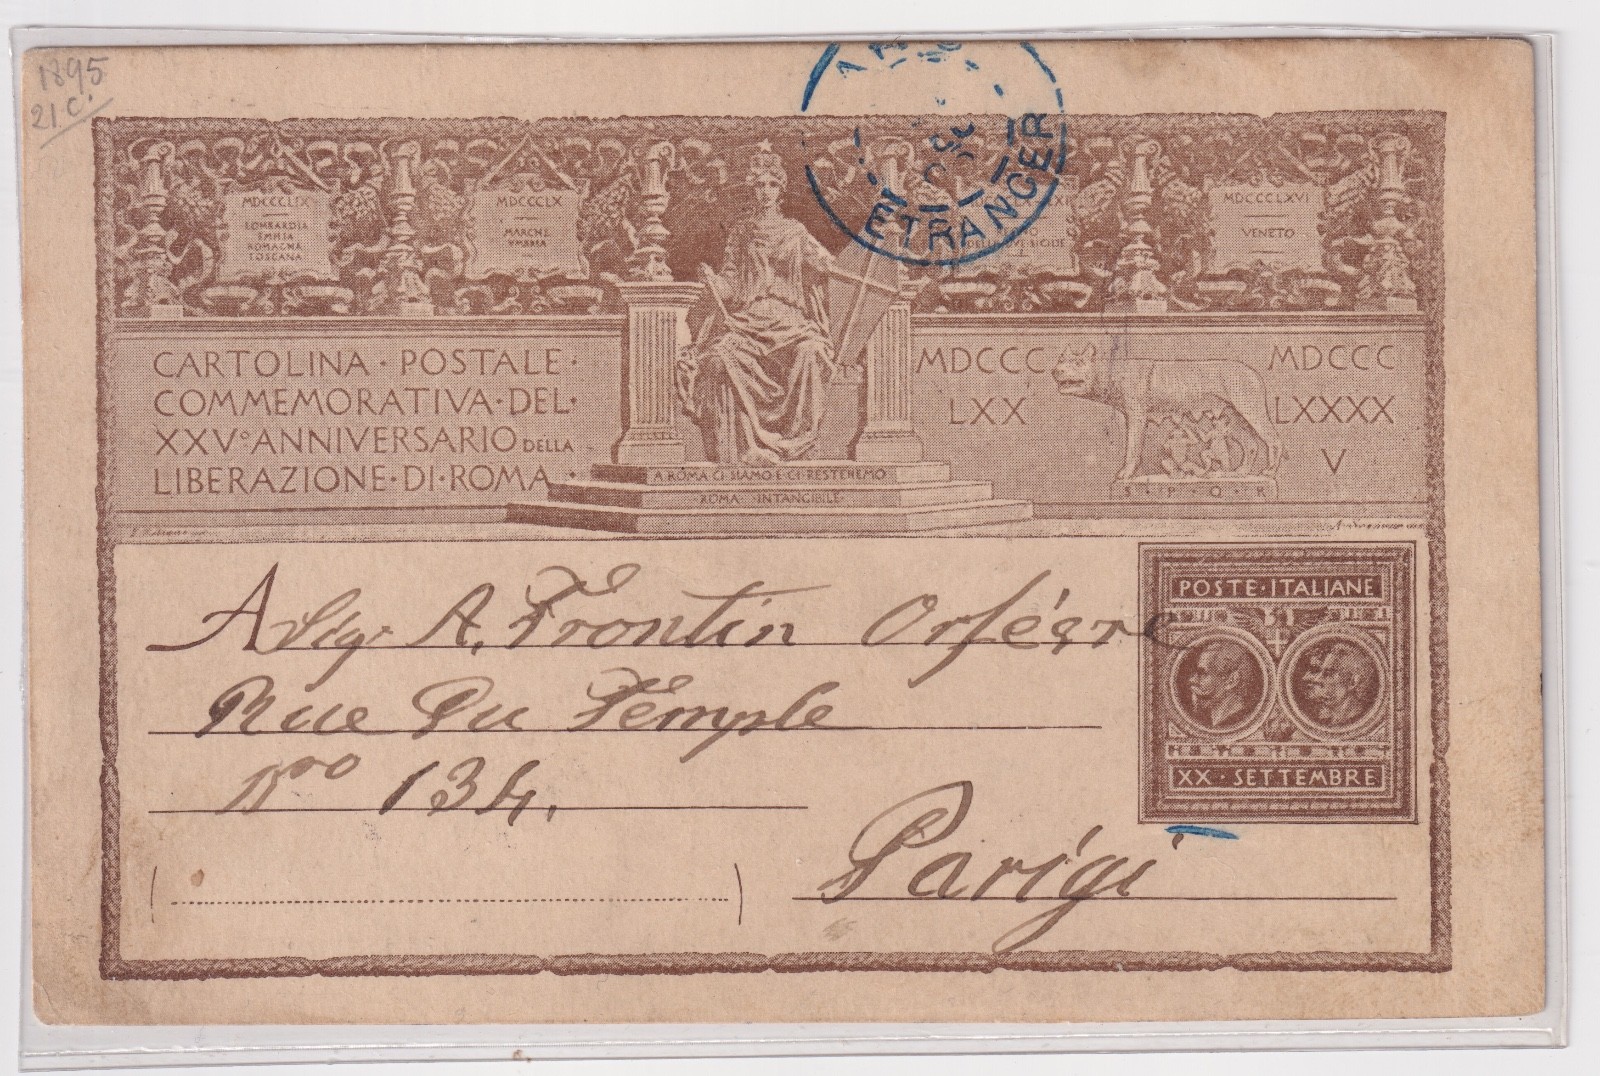 1895
21 C.
ETRANGER
MDCCCLIX
LOMBARDIA
EMILIA
ROMAGNA
TOSCANA
MDCCCLX
MARCHE
UMBRIA
MDCCCLXVI
VENETO
CARTOLINA · POSTALE ·
COMMEMORATIVA · DEL ·
XXV° ANNIVERSARIO DELLA
LIBERAZIONE · DI · ROMA
A ROMA CI SIAMO E CI RESTEREMO
ROMA INTANGIBILE
MDCCC
LXX
MDCCC
LXXXX
V
S · P · Q · R
POSTE · ITALIANE
XX · SETTEMBRE
A Sig. A. Frontin Orfévre
Rue Du Temple
Nro 134.
Parigi